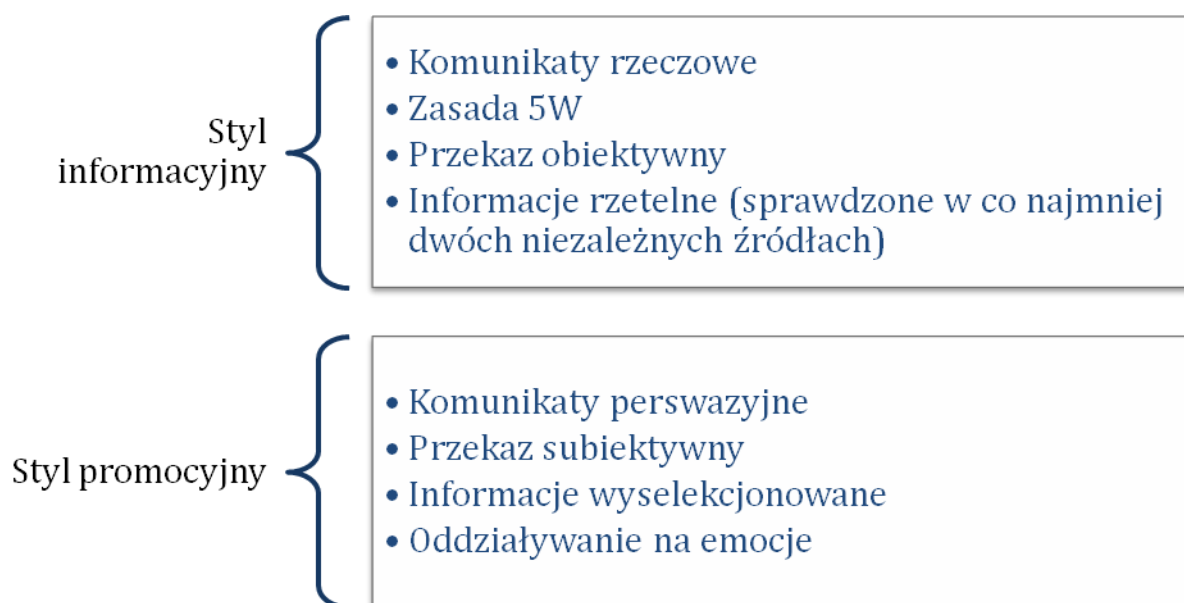 Styl
informacyjny
• Komunikaty rzeczowe
• Zasada 5W
• Przekaz obiektywny
• Informacje rzetelne (sprawdzone w co najmniej
dwóch niezależnych źródłach)
Styl promocyjny
• Komunikaty perswazyjne
• Przekaz subiektywny
• Informacje wyselekcjonowane
• Oddziaływanie na emocje